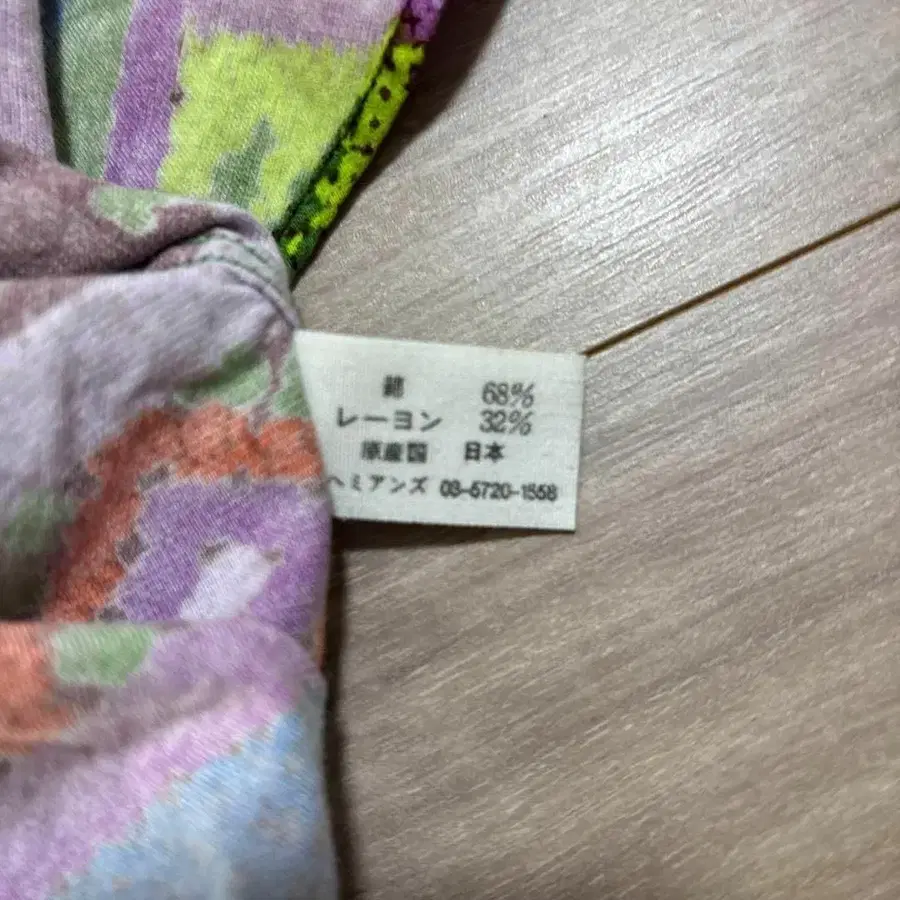 綿 68%
レーヨン 32%
原産国 日本
ヘミアンズ 03-5720-1558